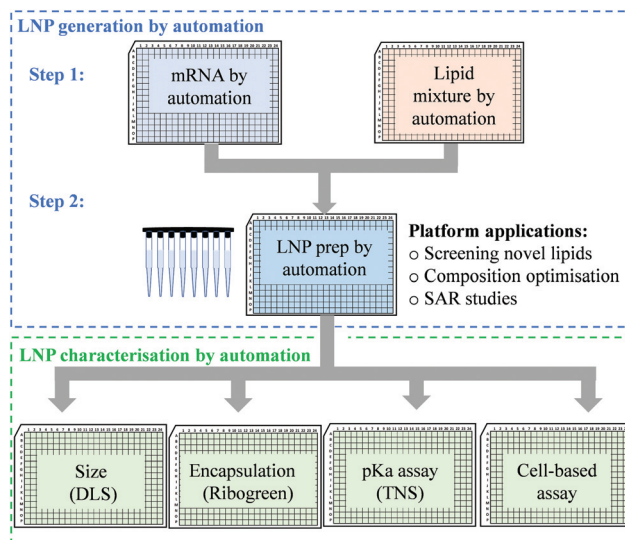 LNP generation by automation
Step 1:
mRNA by
automation
Lipid
mixture by
automation
Step 2:
LNP prep by
automation
Platform applications:
o Screening novel lipids
o Composition optimisation
o SAR studies
LNP characterisation by automation
Size
(DLS)
Encapsulation
(Ribogreen)
pKa assay
(TNS)
Cell-based
assay